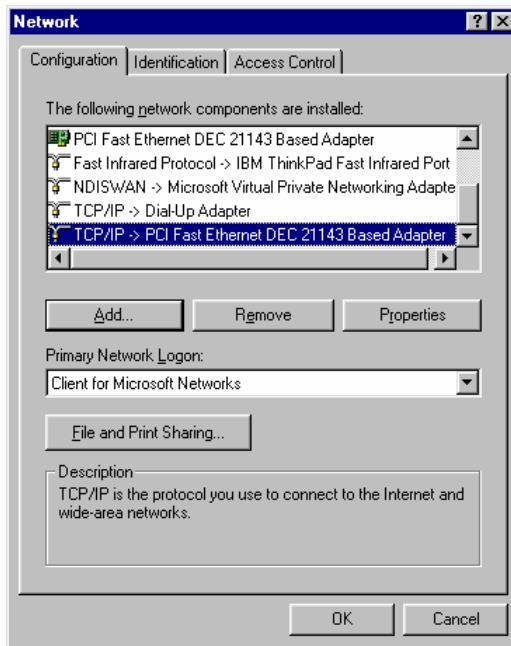 Network
Configuration Identification Access Control
The following network components are installed:
PCI Fast Ethernet DEC 21143 Based Adapter
Fast Infrared Protocol -> IBM ThinkPad Fast Infrared Port
NDISWAN -> Microsoft Virtual Private Networking Adapte
TCP/IP -> Dial-Up Adapter
TCP/IP -> PCI Fast Ethernet DEC 21143 Based Adapter
Add... Remove Properties
Primary Network Logon:
Client for Microsoft Networks
File and Print Sharing...
Description
TCP/IP is the protocol you use to connect to the Internet and
wide-area networks.
OK Cancel